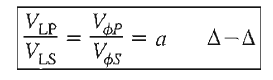 V_LP / V_LS = V_ϕP / V_ϕS = a    Δ–Δ